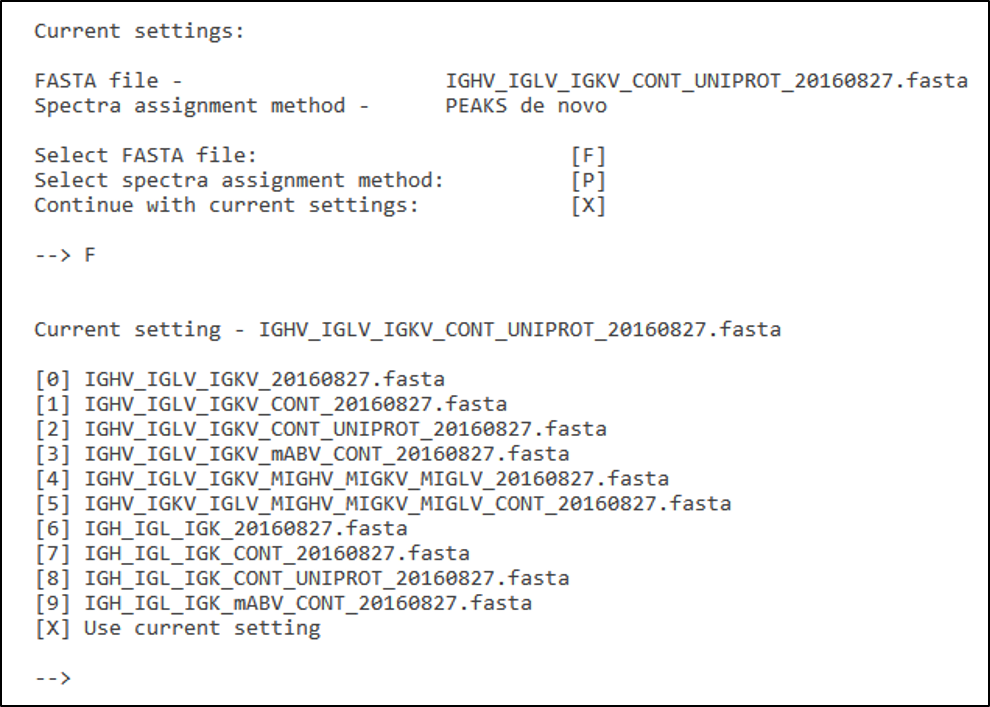 Current settings:
FASTA file - IGHV_IGLV_IGKV_CONT_UNIPROT_20160827.fasta
Spectra assignment method - PEAKS de novo
Select FASTA file: [F]
Select spectra assignment method: [P]
Continue with current settings: [X]
--> F
Current setting - IGHV_IGLV_IGKV_CONT_UNIPROT_20160827.fasta
[0] IGHV_IGLV_IGKV_20160827.fasta
[1] IGHV_IGLV_IGKV_CONT_20160827.fasta
[2] IGHV_IGLV_IGKV_CONT_UNIPROT_20160827.fasta
[3] IGHV_IGLV_IGKV_mABV_CONT_20160827.fasta
[4] IGHV_IGLV_IGKV_MIGHV_MIGKV_MIGLV_20160827.fasta
[5] IGHV_IGKV_IGLV_MIGHV_MIGKV_MIGLV_CONT_20160827.fasta
[6] IGH_IGL_IGK_20160827.fasta
[7] IGH_IGL_IGK_CONT_20160827.fasta
[8] IGH_IGL_IGK_CONT_UNIPROT_20160827.fasta
[9] IGH_IGL_IGK_mABV_CONT_20160827.fasta
[X] Use current setting
-->